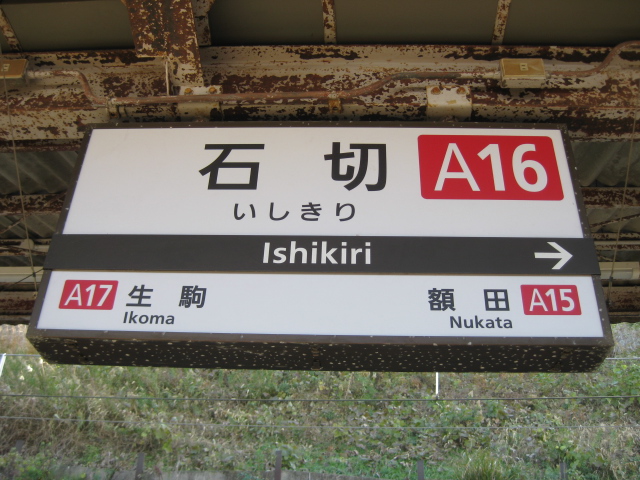 石切 A16
いしきり
Ishikiri →
A17 生駒 額田 A15
Ikoma Nukata